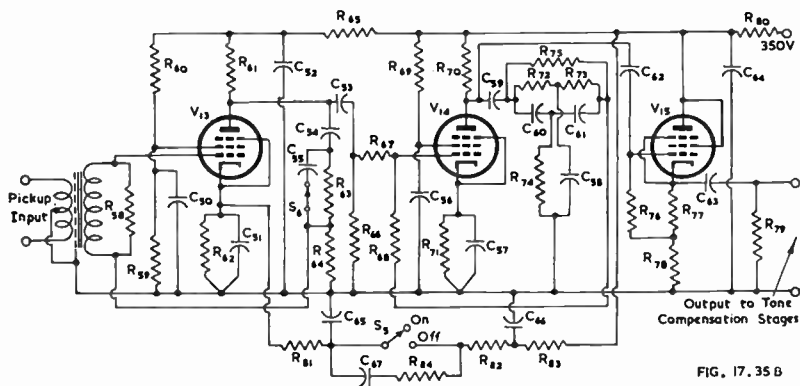 R65
R80
350V
R60
R61
C52
C53
R69
R70
C59
R75
R72
R73
C62
C64
V13
C54
V14
C60
C61
V15
C55
R67
Pickup
Input
R58
C50
S6
R63
C56
R74
C58
R76
R77
C63
R79
R59
R62
C51
R64
R66
R68
R71
C57
R78
C65
S5
On
Off
C66
Output to Tone
Compensation Stages
R81
C67
R84
R82
R83
FIG. 17.35B